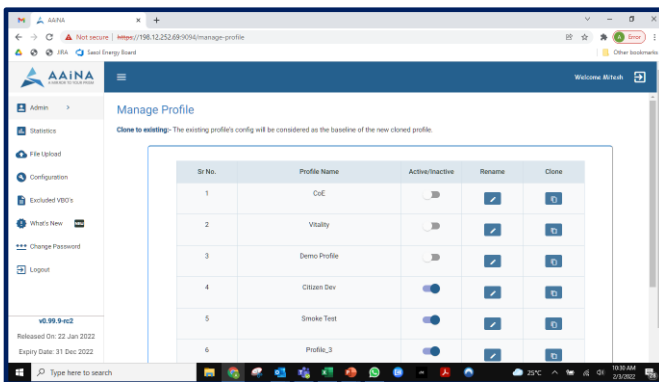 AAINA
Not secure | https://198.12.252.69:9094/manage-profile
Error
JIRA Sasol Energy Board
Other bookmarks
AAiNA
Welcome Mitesh
Admin >
Statistics
File Upload
Configuration
Excluded VBO's
What's New
Change Password
Logout
v0.99.9-rc2
Released On: 22 Jan 2022
Expiry Date: 31 Dec 2022
Manage Profile
Clone to existing:- The existing profile's config will be considered as the baseline of the new cloned profile.
Sr No. Profile Name Active/Inactive Rename Clone
1 CoE
2 Vitality
3 Demo Profile
4 Citizen Dev
5 Smoke Test
6 Profile_3
Type here to search
25°C
10:30 AM
2/3/2022